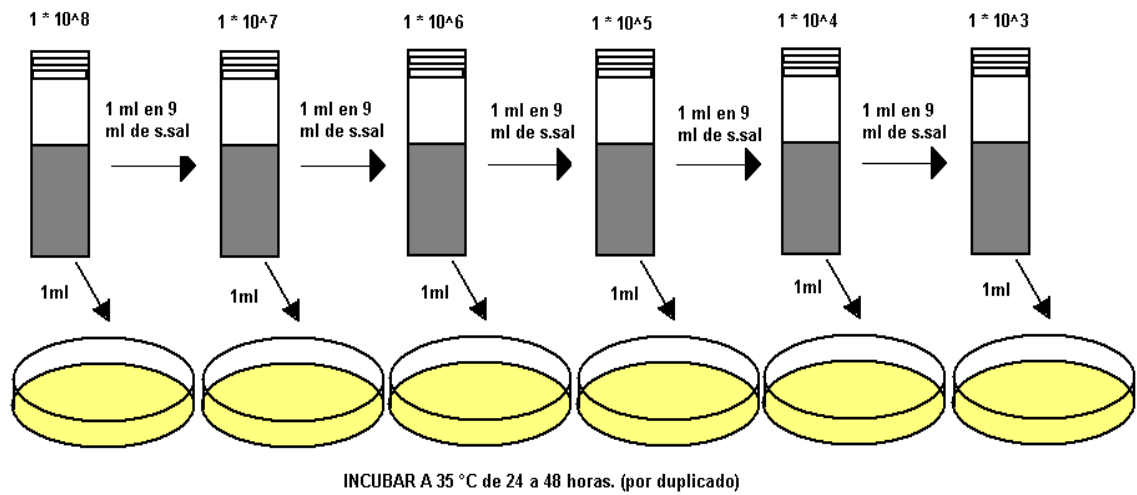 1 * 10^8
1 * 10^7
1 * 10^6
1 * 10^5
1 * 10^4
1 * 10^3
1 ml en 9
ml de s.sal
1 ml en 9
ml de s.sal
1 ml en 9
ml de s.sal
1 ml en 9
ml de s.sal
1 ml en 9
ml de s.sal
1ml
1ml
1ml
1ml
1ml
1ml
INCUBAR A 35 °C de 24 a 48 horas. (por duplicado)